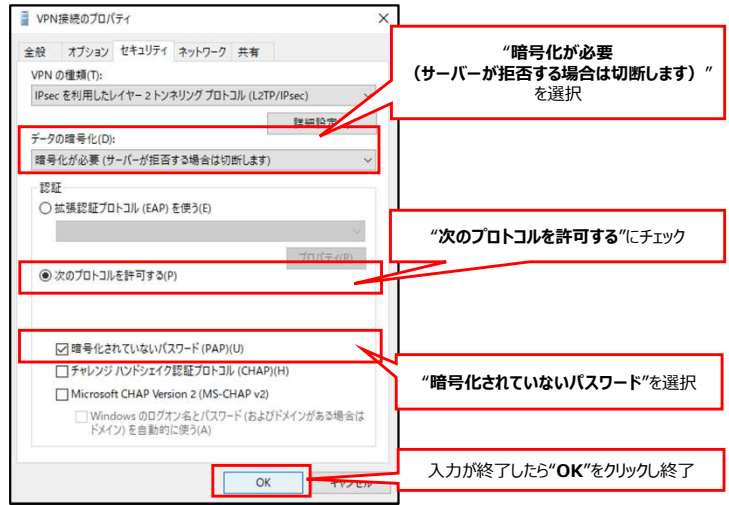 VPN接続のプロパティ
全般 オプション セキュリティ ネットワーク 共有
VPN の種類(T):
IPsec を利用したレイヤー 2 トンネリング プロトコル (L2TP/IPsec)
詳細設定
データの暗号化(D):
暗号化が必要 (サーバーが拒否する場合は切断します)
認証
拡張認証プロトコル (EAP) を使う(E)
プロパティ(R)
次のプロトコルを許可する(P)
暗号化されていないパスワード (PAP)(U)
チャレンジ ハンドシェイク認証プロトコル (CHAP)(H)
Microsoft CHAP Version 2 (MS-CHAP v2)
Windows のログオン名とパスワード (およびドメインがある場合は
ドメイン) を自動的に使う(A)
OK
キャンセル
“暗号化が必要
（サーバーが拒否する場合は切断します）”
を選択
“次のプロトコルを許可する”にチェック
“暗号化されていないパスワード”を選択
入力が終了したら“OK”をクリックし終了